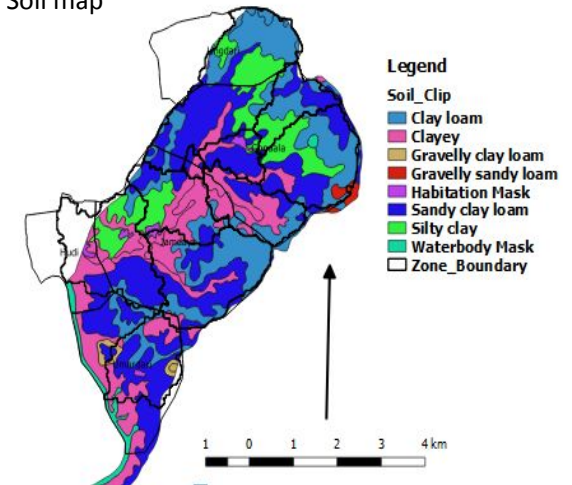 Soil map
Legend
Soil_Clip
Clay loam
Clayey
Gravelly clay loam
Gravelly sandy loam
Habitation Mask
Sandy clay loam
Silty clay
Waterbody Mask
Zone_Boundary
Hudi
1 0 1 2 3 4 km